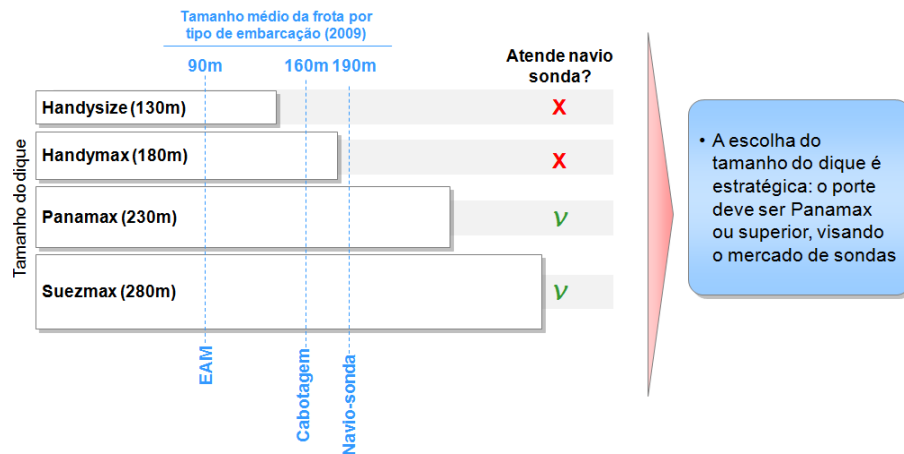 Tamanho médio da frota por
tipo de embarcação (2009)
90m
160m
190m
Atende navio
sonda?
Tamanho do dique
Handysize (130m)
X
Handymax (180m)
X
Panamax (230m)
ν
Suezmax (280m)
ν
EAM
Cabotagem
Navio-sonda
• A escolha do
tamanho do dique é
estratégica: o porte
deve ser Panamax
ou superior, visando
o mercado de sondas